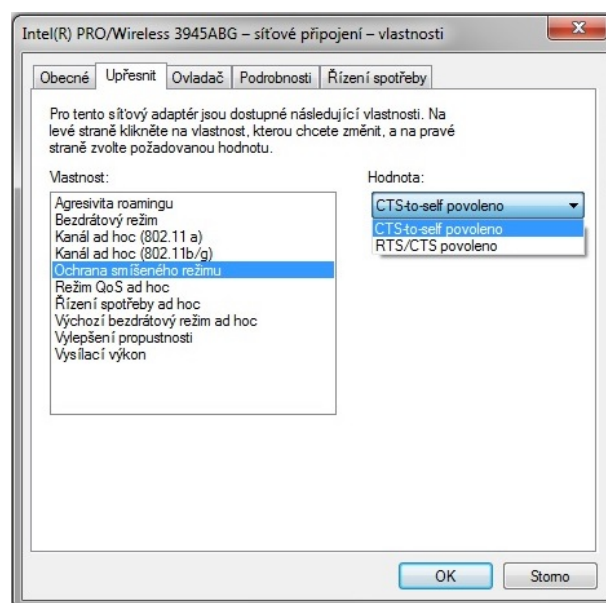 Intel(R) PRO/Wireless 3945ABG – síťové připojení – vlastnosti
Obecné Upřesnit Ovladač Podrobnosti Řízení spotřeby
Pro tento síťový adaptér jsou dostupné následující vlastnosti. Na
levé straně klikněte na vlastnost, kterou chcete změnit, a na pravé
straně zvolte požadovanou hodnotu.
Vlastnost:
Agresivita roamingu
Bezdrátový režim
Kanál ad hoc (802.11 a)
Kanál ad hoc (802.11b/g)
Ochrana smíšeného režimu
Režim QoS ad hoc
Řízení spotřeby ad hoc
Výchozí bezdrátový režim ad hoc
Vylepšení propustnosti
Vysílací výkon
Hodnota:
CTS-to-self povoleno
CTS-to-self povoleno
RTS/CTS povoleno
OK Storno